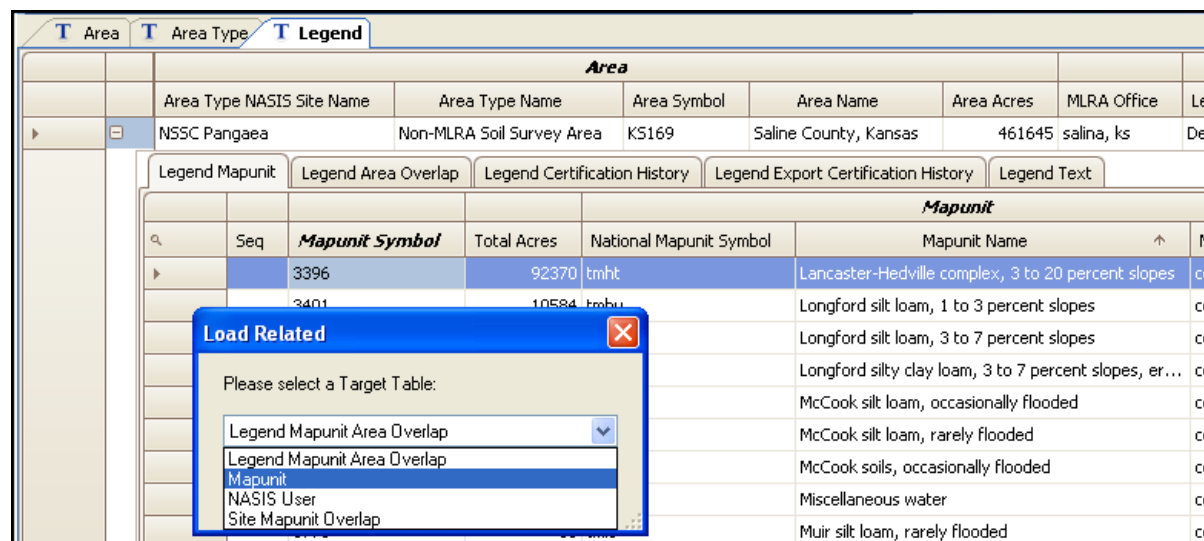 T Area T Area Type T Legend
Area
Area Type NASIS Site Name Area Type Name Area Symbol Area Name Area Acres MLRA Office
NSSC Pangaea Non-MLRA Soil Survey Area KS169 Saline County, Kansas 461645 salina, ks
Legend Mapunit Legend Area Overlap Legend Certification History Legend Export Certification History Legend Text
Mapunit
Seq Mapunit Symbol Total Acres National Mapunit Symbol Mapunit Name
3396 92370 tmht Lancaster-Hedville complex, 3 to 20 percent slopes
3401 10584 tmhu Longford silt loam, 1 to 3 percent slopes
Longford silt loam, 3 to 7 percent slopes
Longford silty clay loam, 3 to 7 percent slopes, er...
McCook silt loam, occasionally flooded
McCook silt loam, rarely flooded
McCook soils, occasionally flooded
Miscellaneous water
Muir silt loam, rarely flooded
Load Related
Please select a Target Table:
Legend Mapunit Area Overlap
Legend Mapunit Area Overlap
Mapunit
NASIS User
Site Mapunit Overlap